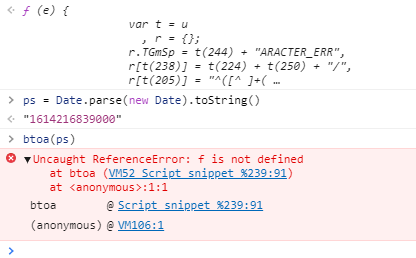 f (e) {
var t = u
, r = {};
r.TGmSp = t(244) + "ARACTER_ERR",
r[t(238)] = t(224) + t(250) + "/",
r[t(205)] = "^([^ ]+( …
ps = Date.parse(new Date).toString()
"1614216839000"
btoa(ps)
▼Uncaught ReferenceError: f is not defined
at btoa (VM52 Script snippet %239:91)
at <anonymous>:1:1
btoa @ Script snippet %239:91
(anonymous) @ VM106:1